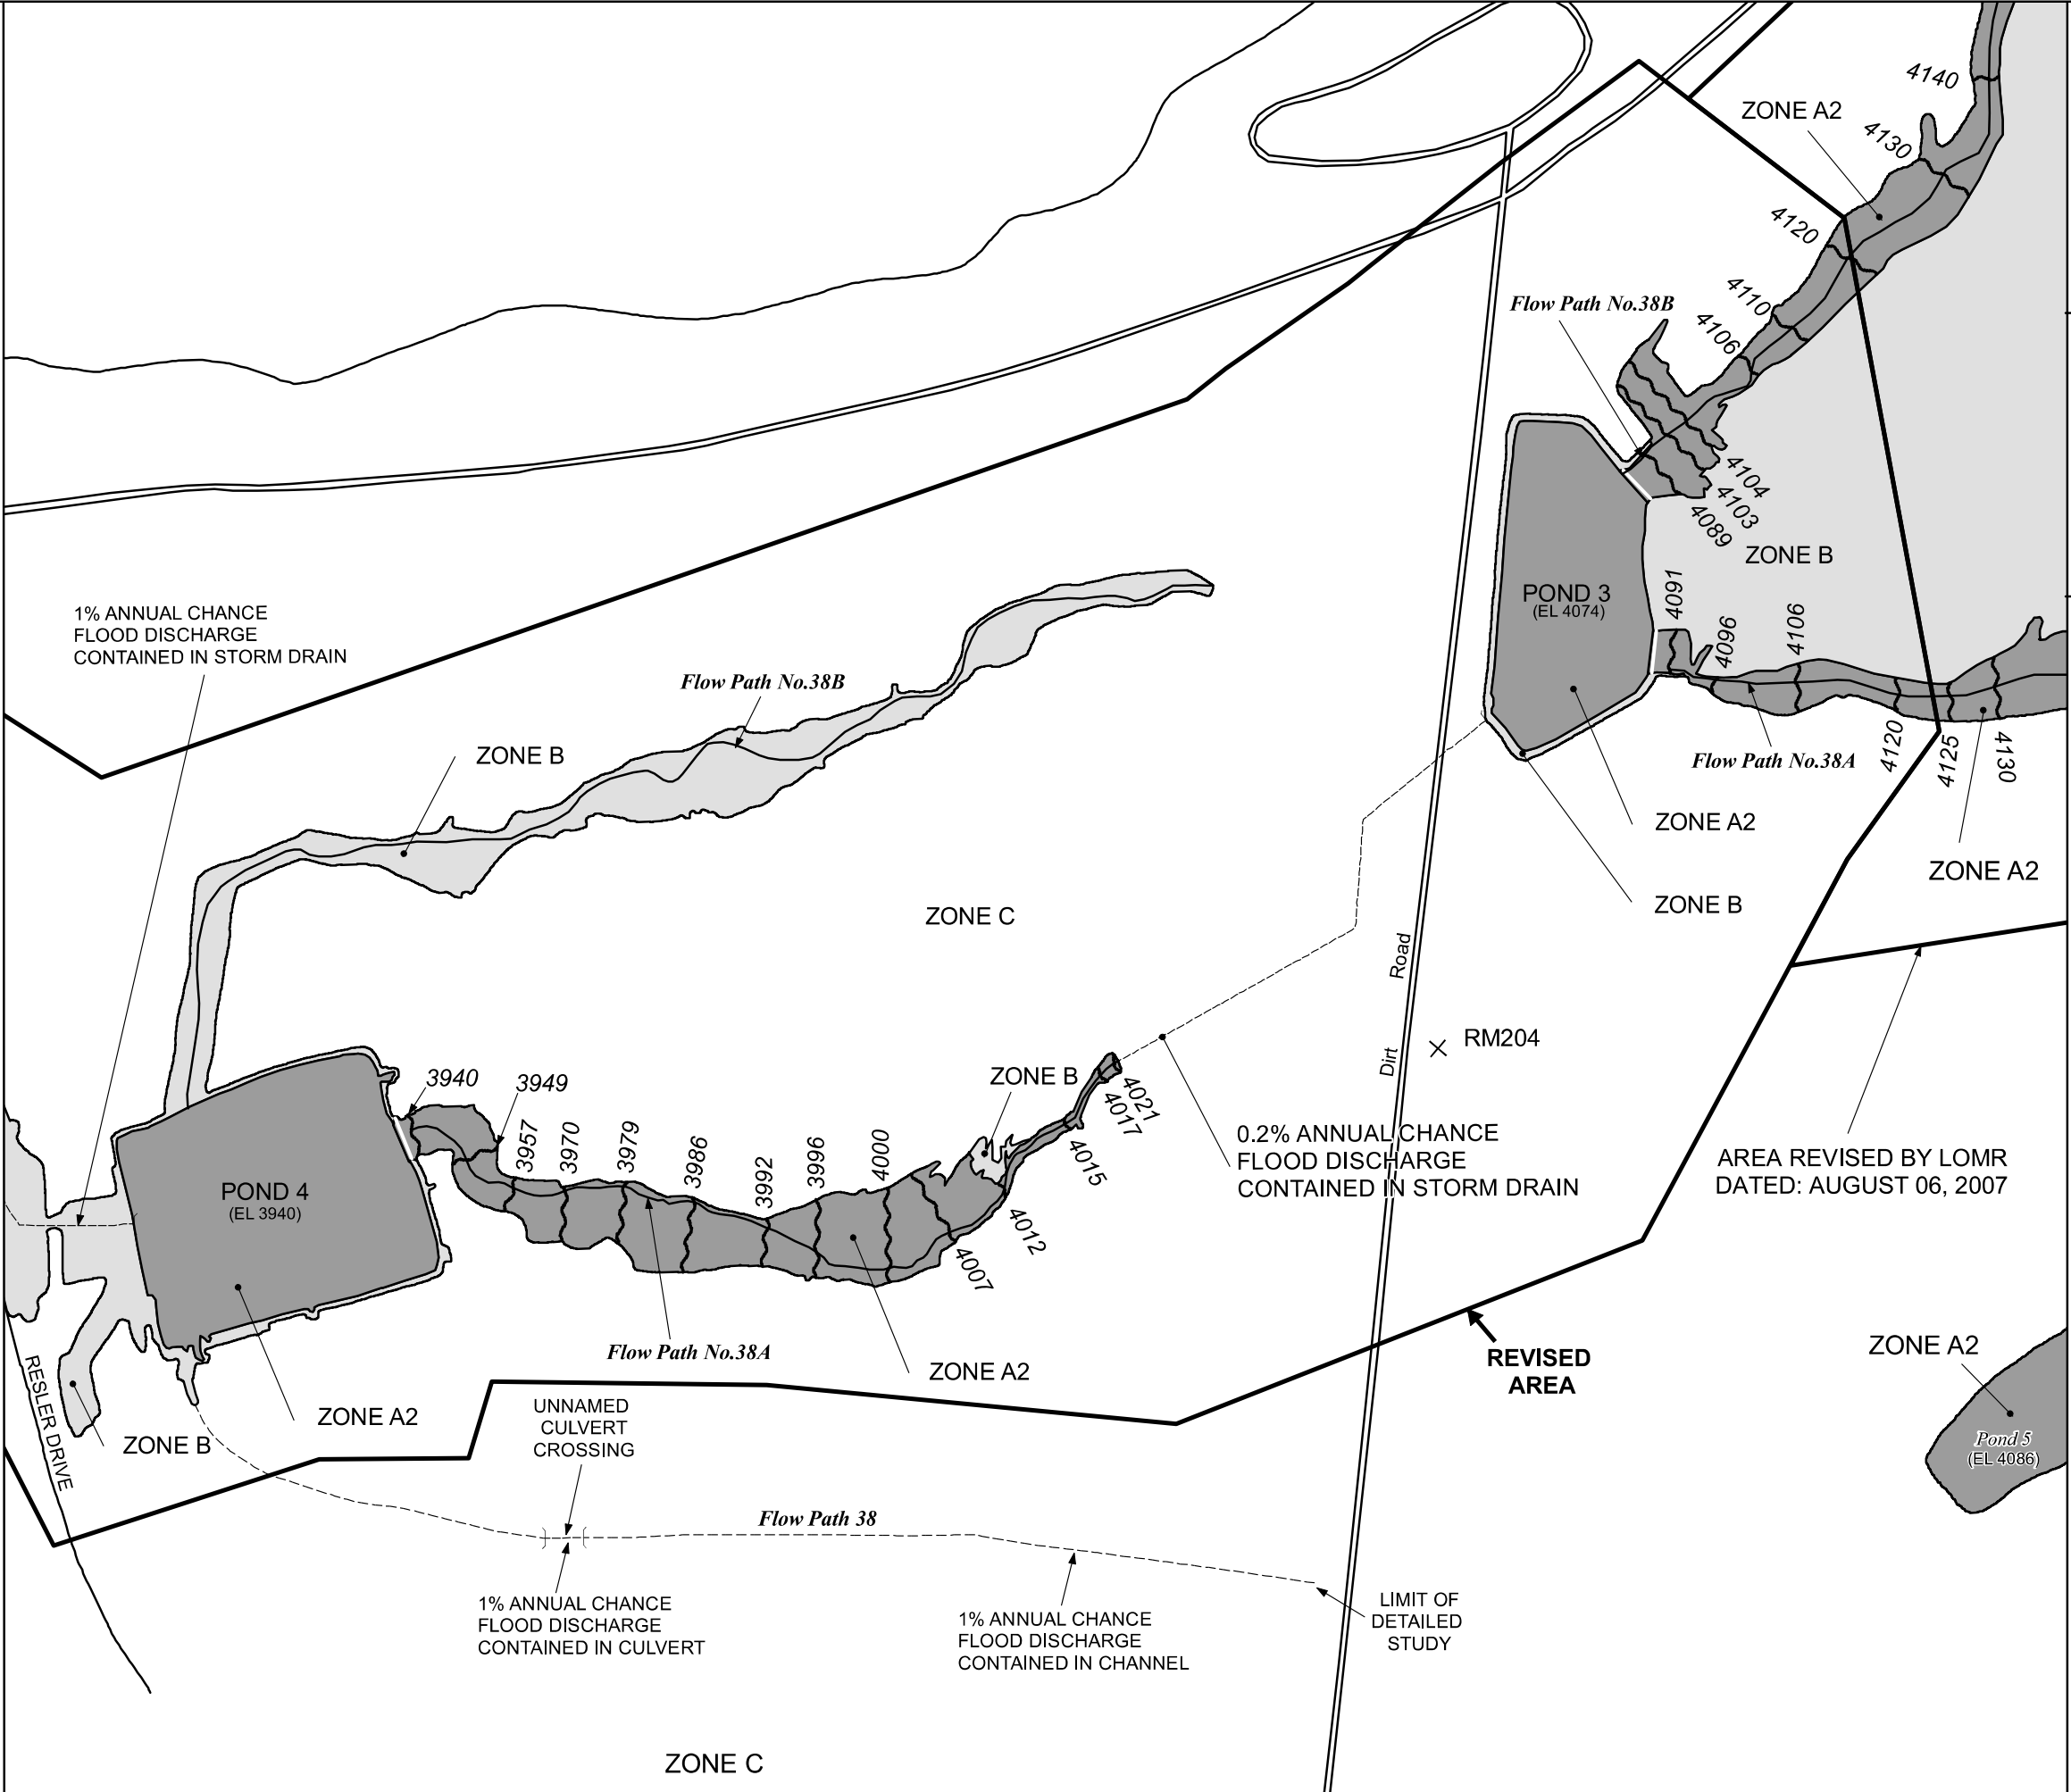 4140
ZONE A2
4130
4120
4110
4106
Flow Path No.38B
4104
4103
4089
ZONE B
POND 3
(EL 4074)
4091
4096
4106
1% ANNUAL CHANCE
FLOOD DISCHARGE
CONTAINED IN STORM DRAIN
Flow Path No.38B
ZONE B
4120
4125
4130
Flow Path No.38A
ZONE A2
ZONE A2
ZONE B
ZONE C
Dirt Road
RM204
3940
3949
3957
3970
3979
3986
3992
3996
4000
ZONE B
4021
4017
4015
4012
4007
0.2% ANNUAL CHANCE
FLOOD DISCHARGE
CONTAINED IN STORM DRAIN
AREA REVISED BY LOMR
DATED: AUGUST 06, 2007
POND 4
(EL 3940)
Flow Path No.38A
ZONE A2
REVISED
AREA
ZONE A2
Pond 5
(EL 4086)
RESLER DRIVE
ZONE B
ZONE A2
UNNAMED
CULVERT
CROSSING
Flow Path 38
1% ANNUAL CHANCE
FLOOD DISCHARGE
CONTAINED IN CULVERT
1% ANNUAL CHANCE
FLOOD DISCHARGE
CONTAINED IN CHANNEL
LIMIT OF
DETAILED
STUDY
ZONE C